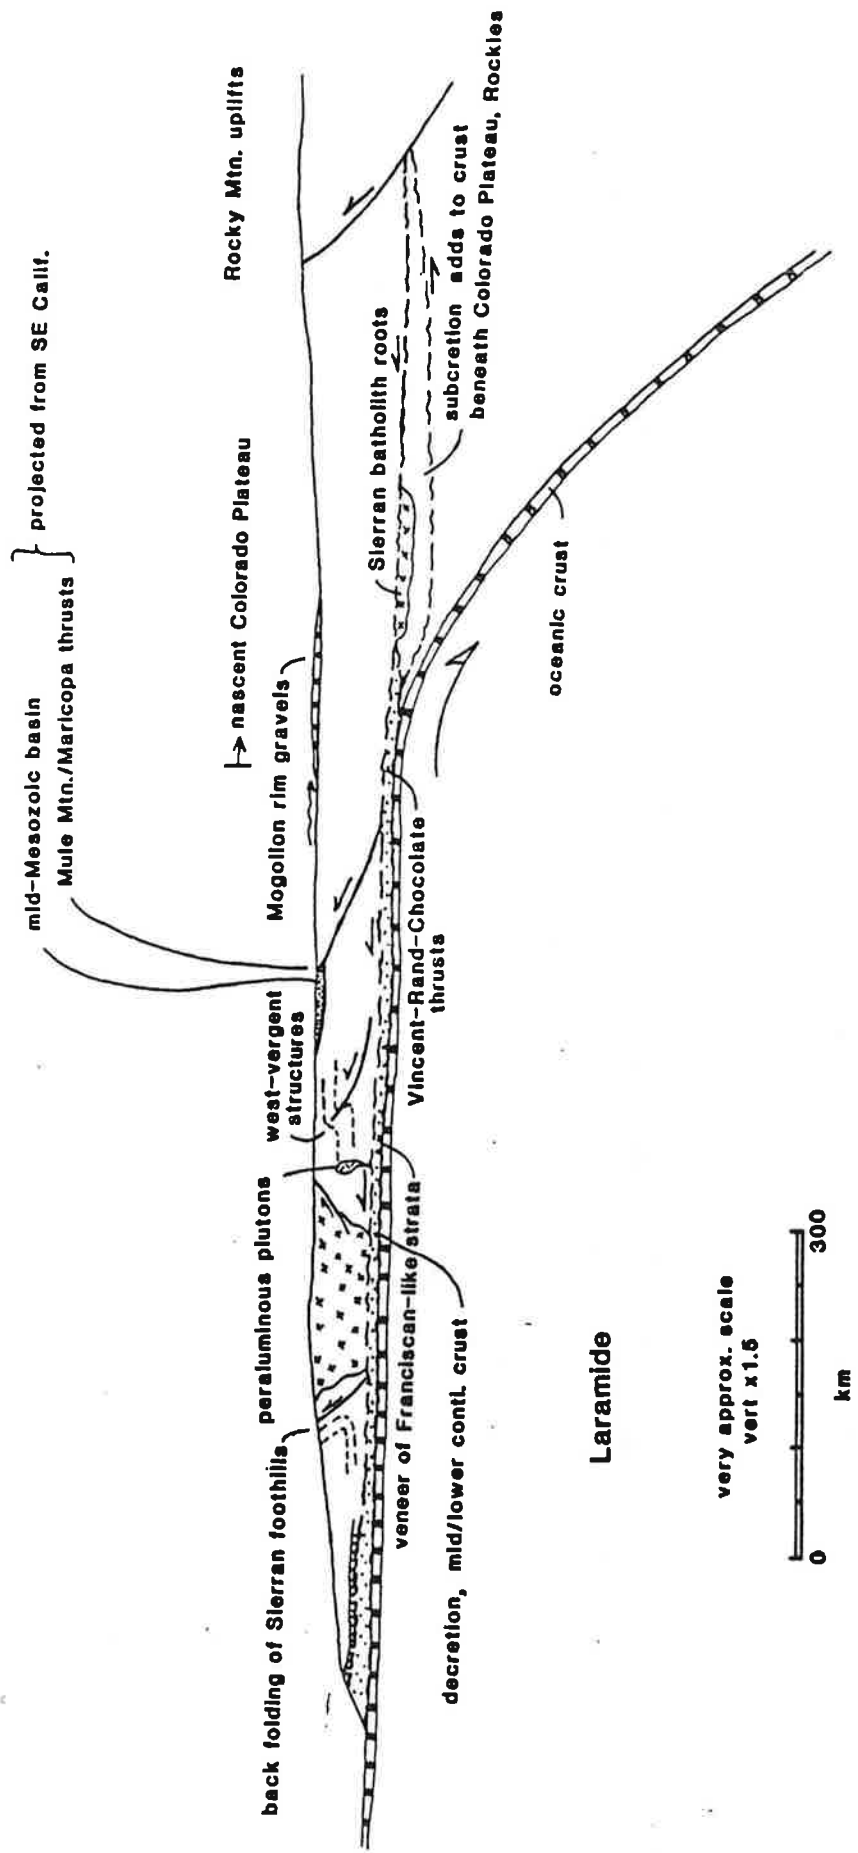 mid-Mesozoic basin
Mule Mtn./Maricopa thrusts
projected from SE Calif.
Rocky Mtn. uplifts
nascent Colorado Plateau
Mogollon rim gravels
west-vergent
structures
peraluminous plutons
back folding of Sierran foothills
Sierran batholith roots
subcretion adds to crust
beneath Colorado Plateau, Rockies
Vincent-Rand-Chocolate
thrusts
veneer of Franciscan-like strata
decretion, mid/lower contl. crust
oceanic crust
Laramide
very approx. scale
vert x1.5
0
300
km